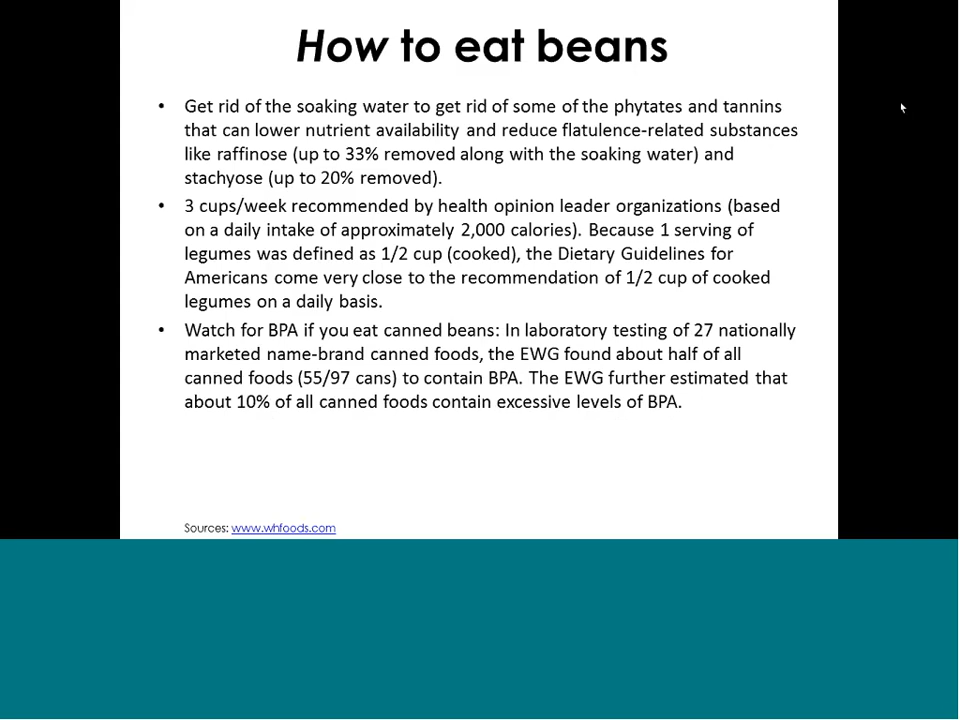 How to eat beans
• Get rid of the soaking water to get rid of some of the phytates and tannins
that can lower nutrient availability and reduce flatulence-related substances
like raffinose (up to 33% removed along with the soaking water) and
stachyose (up to 20% removed).
• 3 cups/week recommended by health opinion leader organizations (based
on a daily intake of approximately 2,000 calories). Because 1 serving of
legumes was defined as 1/2 cup (cooked), the Dietary Guidelines for
Americans come very close to the recommendation of 1/2 cup of cooked
legumes on a daily basis.
• Watch for BPA if you eat canned beans: In laboratory testing of 27 nationally
marketed name-brand canned foods, the EWG found about half of all
canned foods (55/97 cans) to contain BPA. The EWG further estimated that
about 10% of all canned foods contain excessive levels of BPA.
Sources: www.whfoods.com